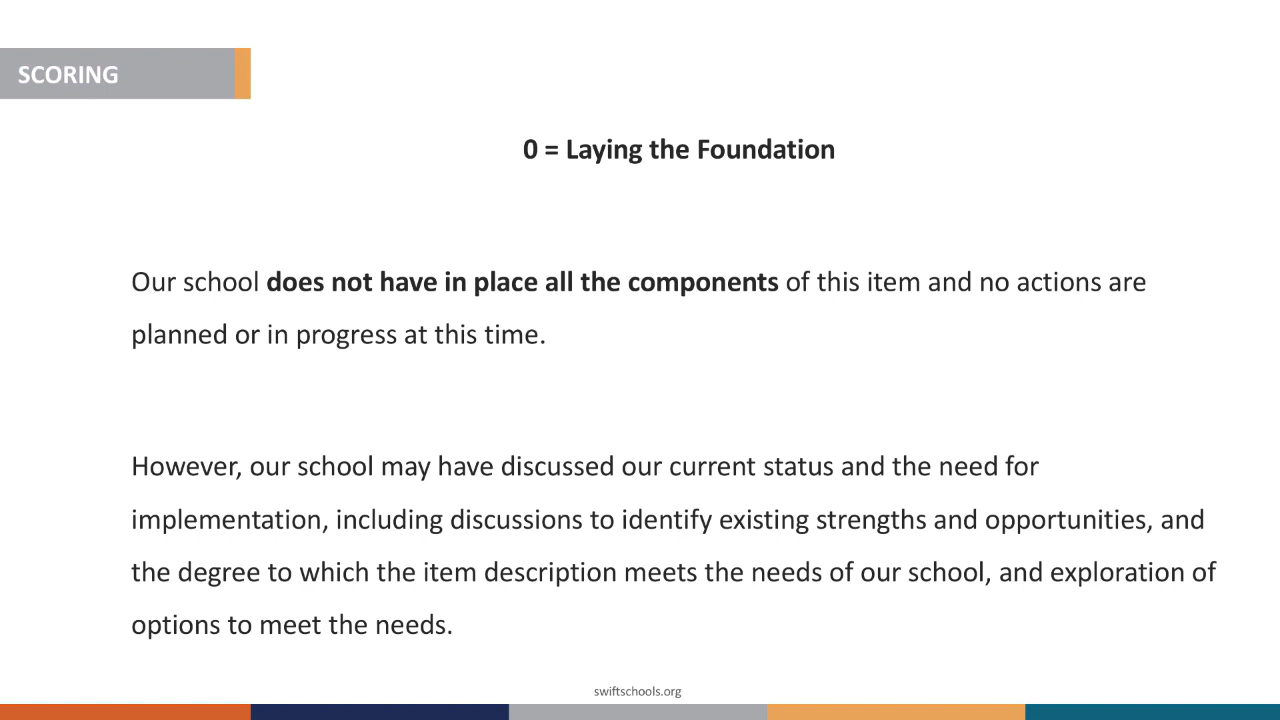 SCORING
0 = Laying the Foundation
Our school does not have in place all the components of this item and no actions are
planned or in progress at this time.
However, our school may have discussed our current status and the need for
implementation, including discussions to identify existing strengths and opportunities, and
the degree to which the item description meets the needs of our school, and exploration of
options to meet the needs.
swiftschools.org